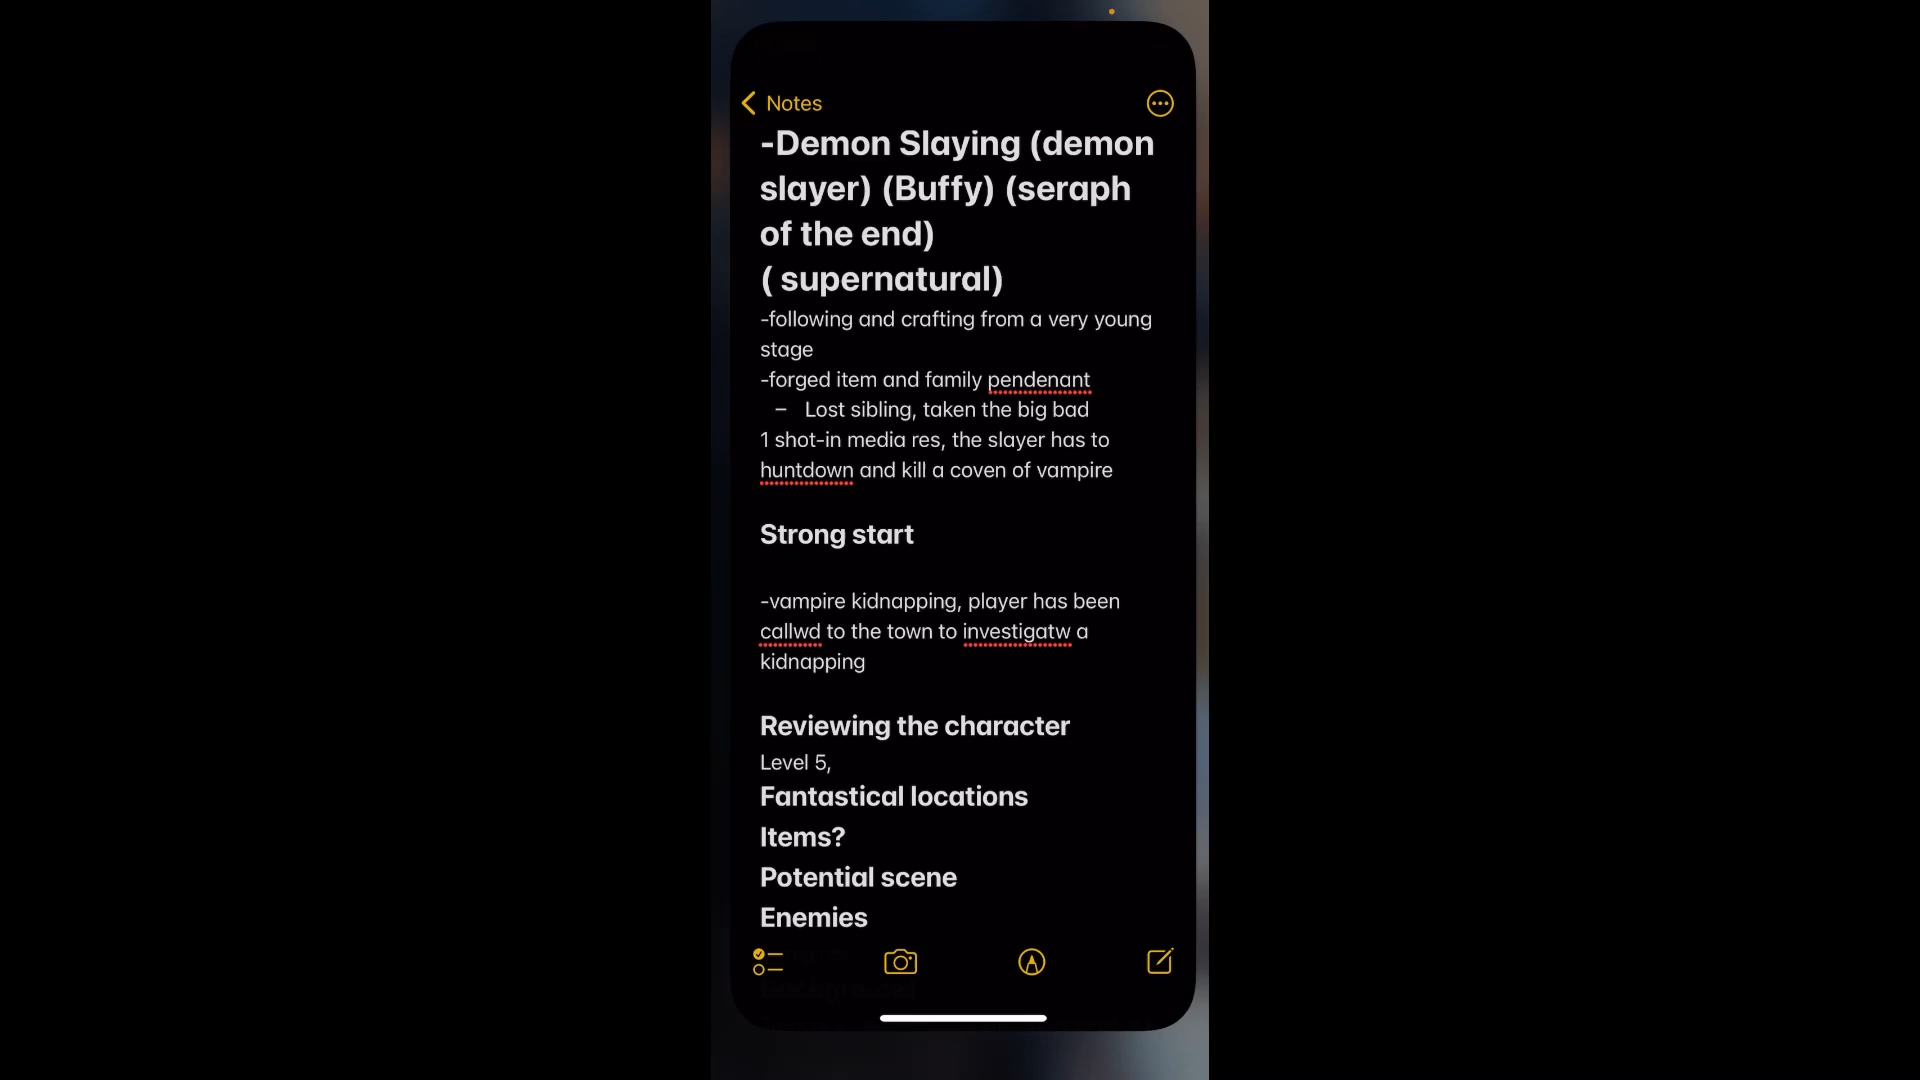 Notes
-Demon Slaying (demon
slayer) (Buffy) (seraph
of the end)
( supernatural)
-following and crafting from a very young
stage
-forged item and family pendenant
– Lost sibling, taken the big bad
1 shot-in media res, the slayer has to
huntdown and kill a coven of vampire
Strong start
-vampire kidnapping, player has been
callwd to the town to investigatw a
kidnapping
Reviewing the character
Level 5,
Fantastical locations
Items?
Potential scene
Enemies